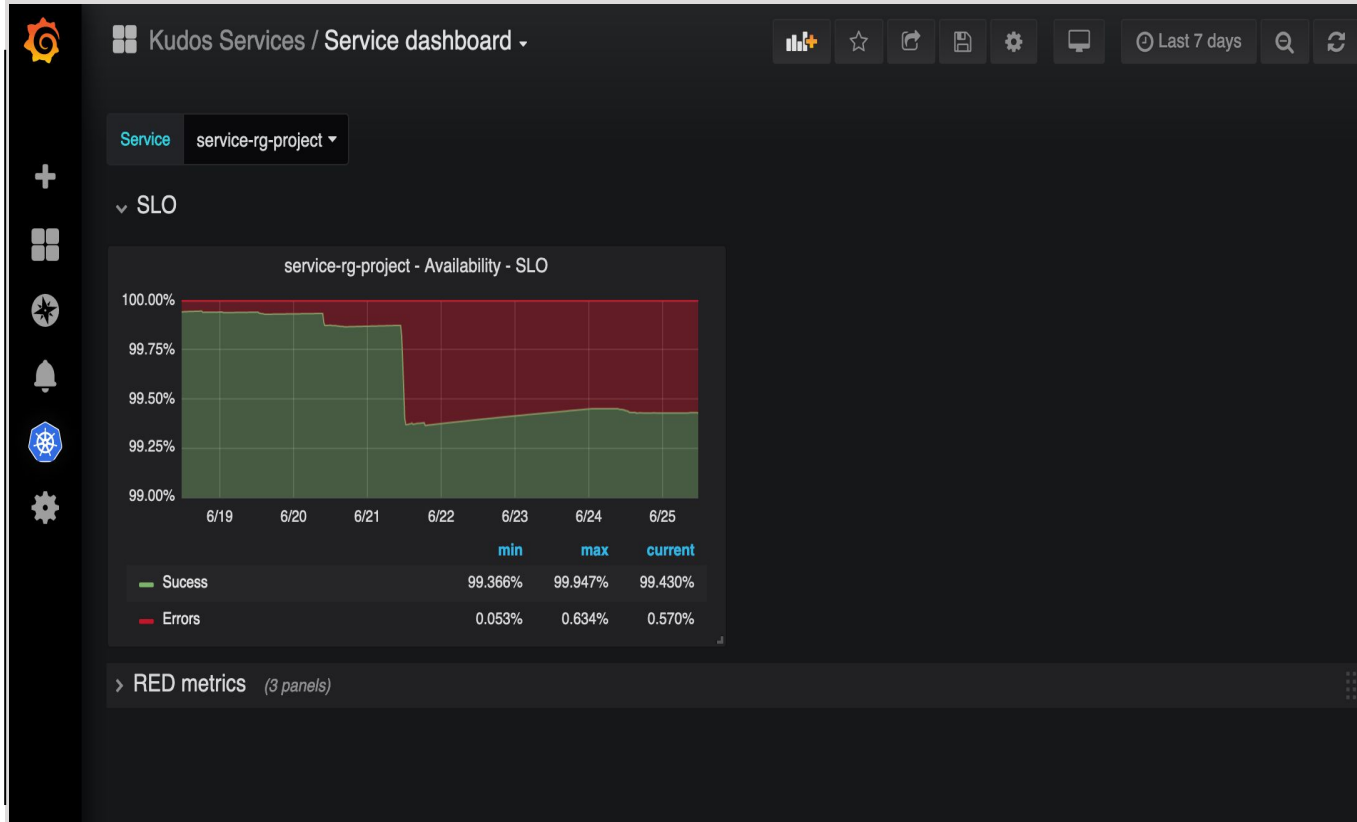 Kudos Services / Service dashboard
Last 7 days
Service service-rg-project
SLO
service-rg-project - Availability - SLO
100.00%
99.75%
99.50%
99.25%
99.00%
6/19 6/20 6/21 6/22 6/23 6/24 6/25
min max current
Sucess 99.366% 99.947% 99.430%
Errors 0.053% 0.634% 0.570%
RED metrics (3 panels)